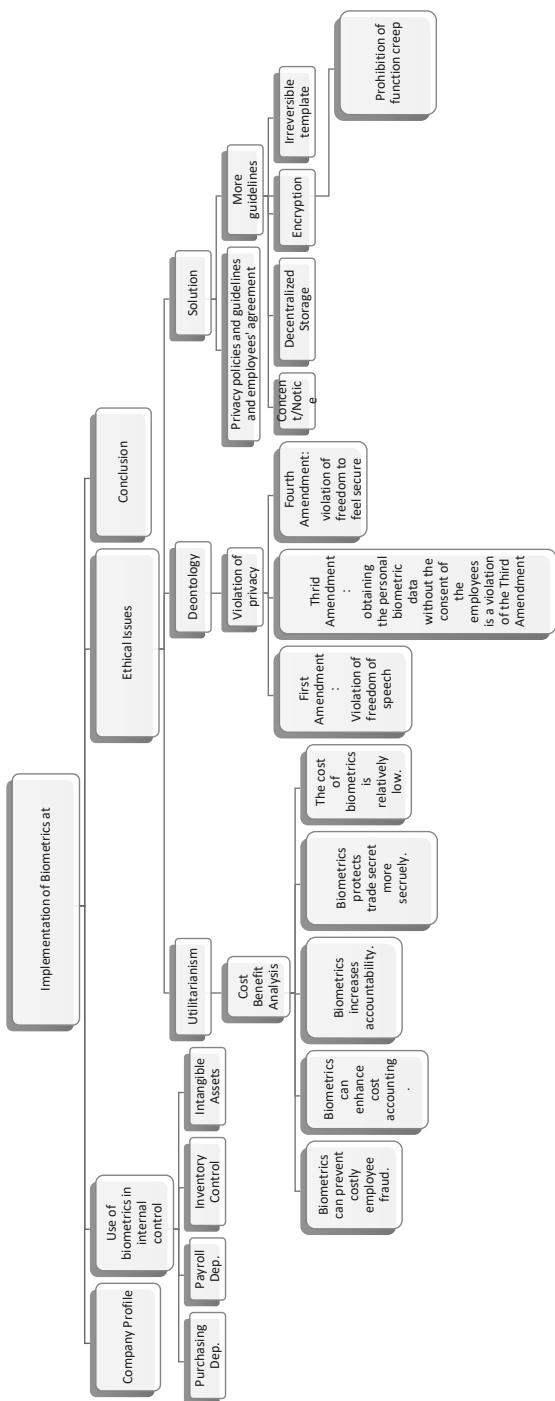 Implementation of Biometrics at
Company Profile
Use of
biometrics in
internal
control
Purchasing
Dep.
Payroll
Dep.
Inventory
Control
Intangible
Assets
Ethical Issues
Utilitarianism
Cost
Benefit
Analysis
Biometrics
can prevent
costly
employee
fraud.
Biometrics
can
enhance
cost
accounting
.
Biometrics
increases
accountability.
Biometrics
protects
trade secret
more
secruely.
The cost
of
biometrics
is
relatively
low.
Deontology
Violation of
privacy
First
Amendment
:
Violation of
freedom of
speech
Thrid
Amendment
:
obtaining
the personal
biometric
data
without the
consent of
the
employees
is a violation
of the Third
Amendment
Fourth
Amendment:
violation of
freedom to
feel secure
Solution
Privacy policies and guidelines
and employees' agreement
More
guidelines
Concen
t/Notic
e
Decentralized
Storage
Encryption
Irreversible
template
Prohibition of
function creep
Conclusion